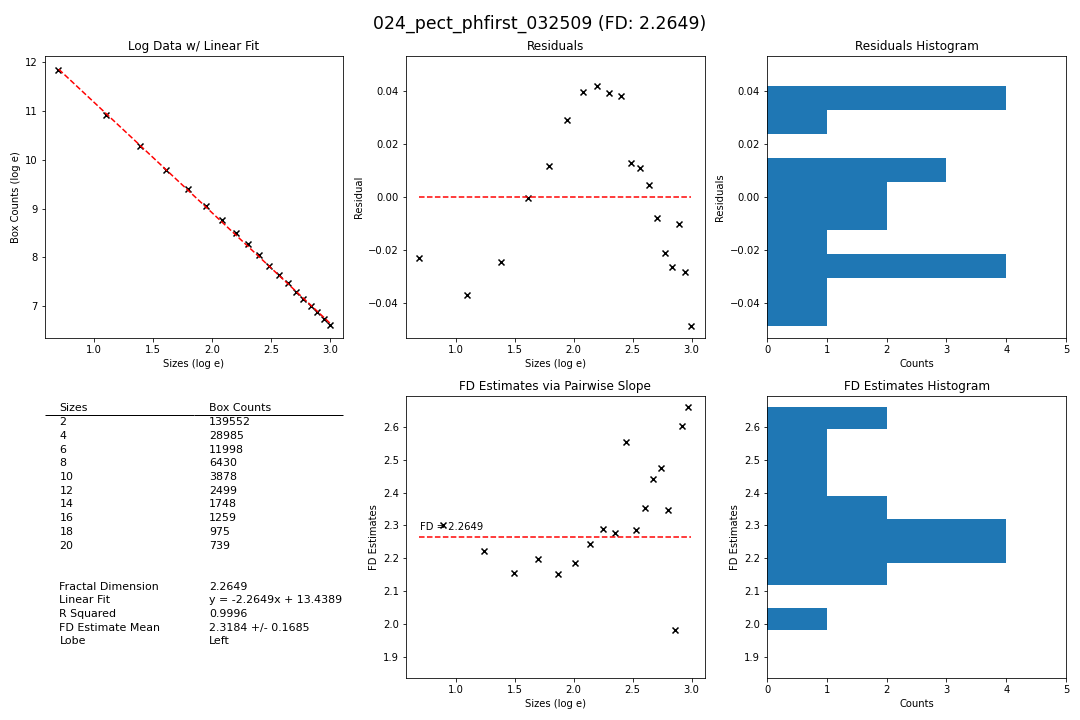 024_pect_phfirst_032509 (FD: 2.2649)
Log Data w/ Linear Fit
12
11
10
9
8
7
Box Counts (log e)
1.0 1.5 2.0 2.5 3.0
Sizes (log e)
Residuals
0.04
0.02
0.00
−0.02
−0.04
Residual
1.0 1.5 2.0 2.5 3.0
Sizes (log e)
Residuals Histogram
0.04
0.02
0.00
−0.02
−0.04
Residuals
0 1 2 3 4 5
Counts
Sizes Box Counts
2 139552
4 28985
6 11998
8 6430
10 3878
12 2499
14 1748
16 1259
18 975
20 739
Fractal Dimension 2.2649
Linear Fit y = -2.2649x + 13.4389
R Squared 0.9996
FD Estimate Mean 2.3184 +/- 0.1685
Lobe Left
FD Estimates via Pairwise Slope
2.6
2.5
2.4
2.3
2.2
2.1
2.0
1.9
FD Estimates
FD = 2.2649
1.0 1.5 2.0 2.5 3.0
Sizes (log e)
FD Estimates Histogram
2.6
2.5
2.4
2.3
2.2
2.1
2.0
1.9
FD Estimates
0 1 2 3 4 5
Counts